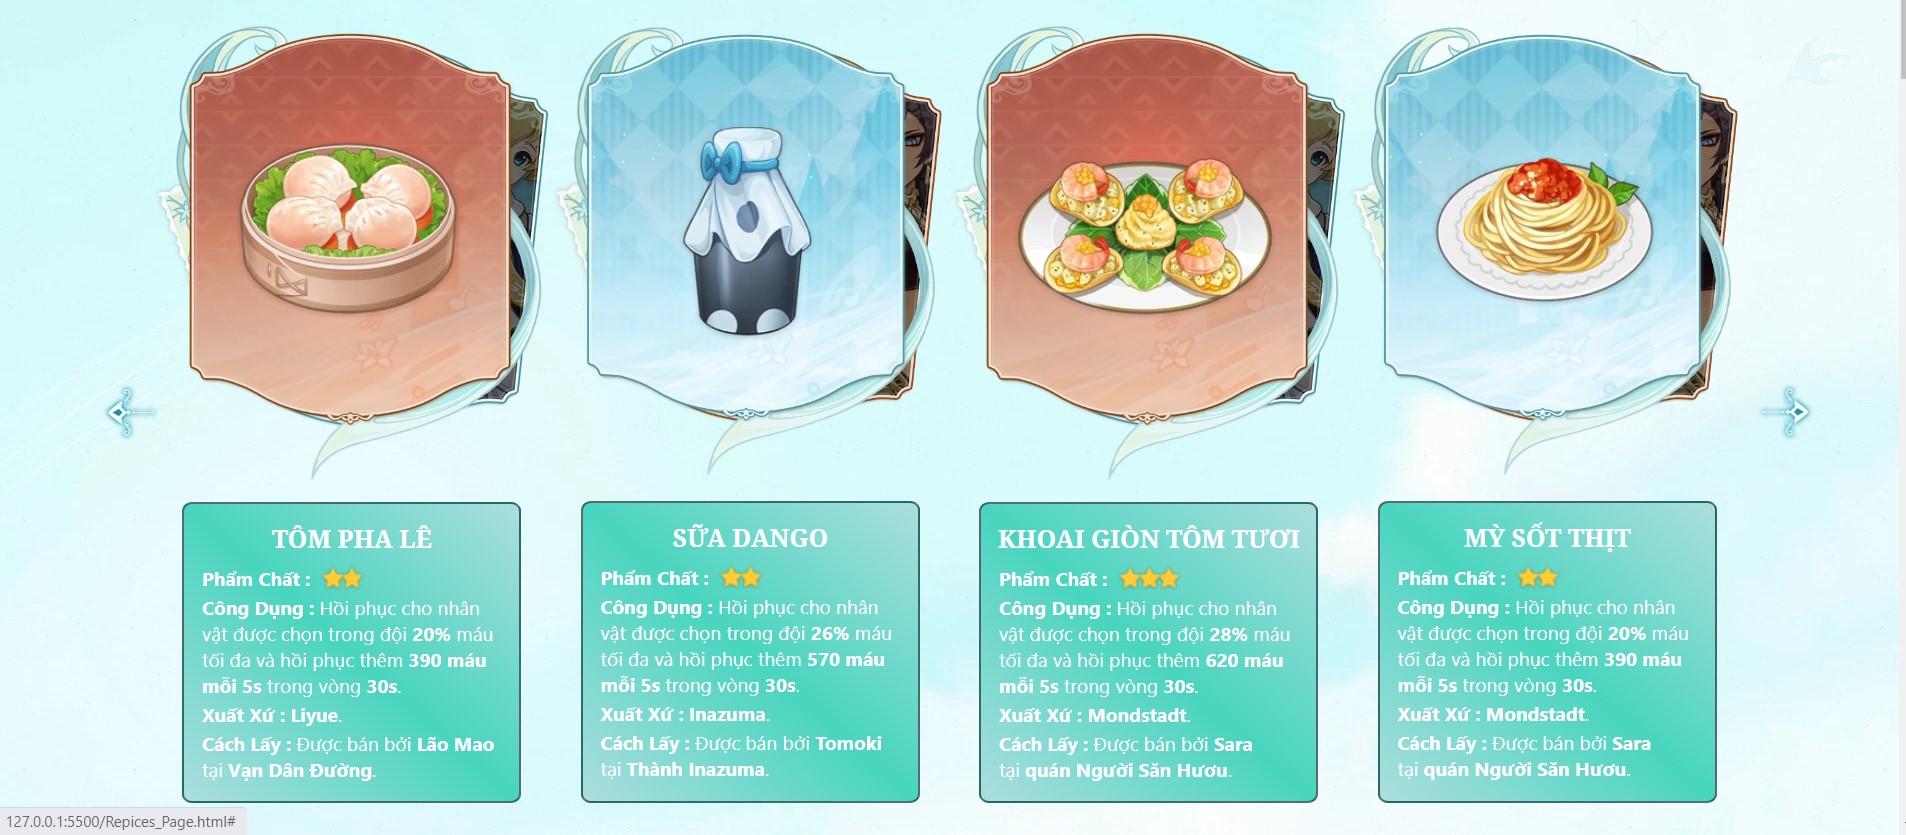 TÔM PHA LÊ
Phẩm Chất :
Công Dụng : Hồi phục cho nhân
vật được chọn trong đội 20% máu
tối đa và hồi phục thêm 390 máu
mỗi 5s trong vòng 30s.
Xuất Xứ : Liyue.
Cách Lấy : Được bán bởi Lão Mao
tại Vạn Dân Đường.
SỮA DANGO
Phẩm Chất :
Công Dụng : Hồi phục cho nhân
vật được chọn trong đội 26% máu
tối đa và hồi phục thêm 570 máu
mỗi 5s trong vòng 30s.
Xuất Xứ : Inazuma.
Cách Lấy : Được bán bởi Tomoki
tại Thành Inazuma.
KHOAI GIÒN TÔM TƯƠI
Phẩm Chất :
Công Dụng : Hồi phục cho nhân
vật được chọn trong đội 28% máu
tối đa và hồi phục thêm 620 máu
mỗi 5s trong vòng 30s.
Xuất Xứ : Mondstadt.
Cách Lấy : Được bán bởi Sara
tại quán Người Săn Hươu.
MỲ SỐT THỊT
Phẩm Chất :
Công Dụng : Hồi phục cho nhân
vật được chọn trong đội 20% máu
tối đa và hồi phục thêm 390 máu
mỗi 5s trong vòng 30s.
Xuất Xứ : Mondstadt.
Cách Lấy : Được bán bởi Sara
tại quán Người Săn Hươu.
127.0.0.1:5500/Repices_Page.html#